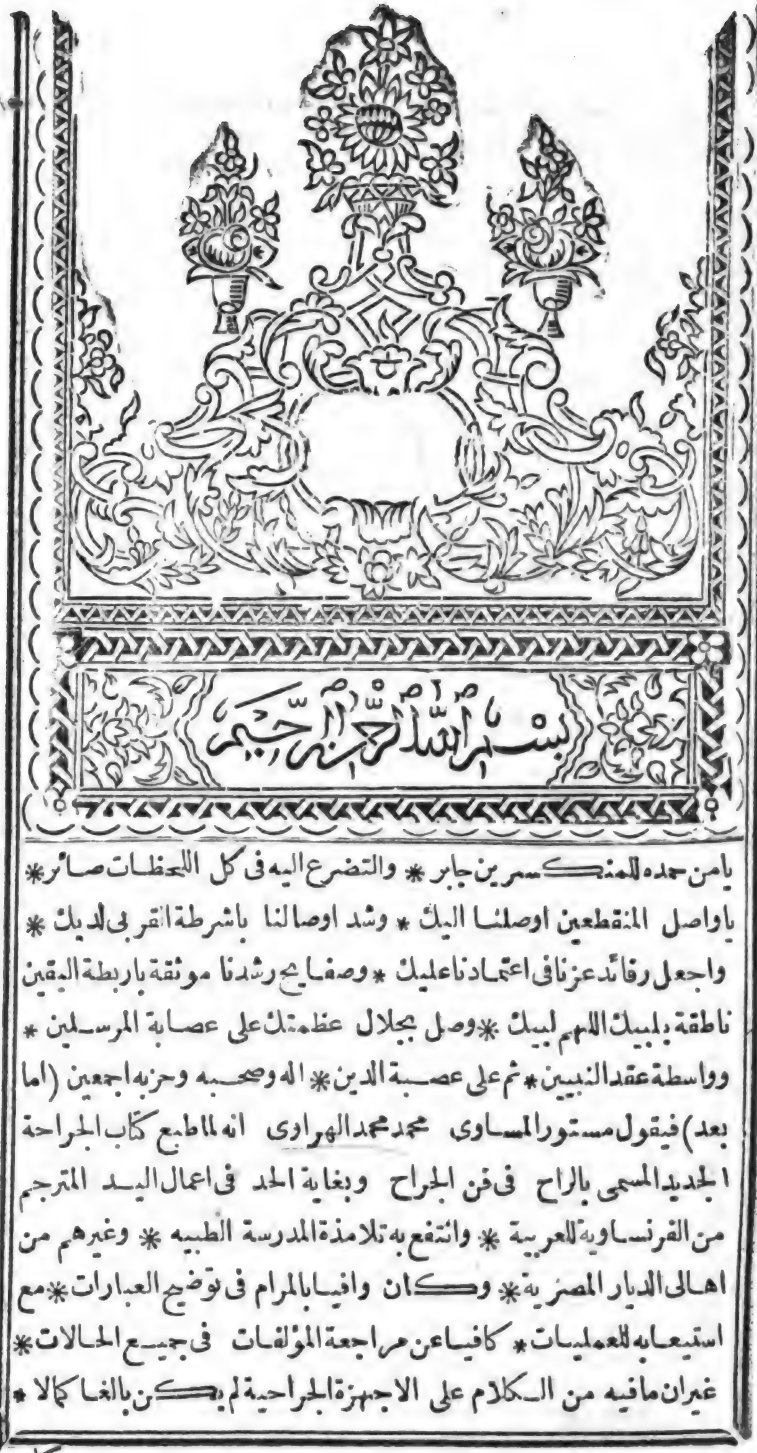 بسم الله الرحمن الرحيم
يا من حمده للمنكسرين جابر * والتضرع اليه فى كل اللحظات صائر *
يا واصل المنقطعين اوصلنا اليك * وشد اوصالنا باشرطة القربى لديك *
واجعل رفائد عزنا فى اعتمادنا عليك * وصفايح رشدنا موثقة باربطة اليقين
ناطقة بلبيك اللهم لبيك * وصل بجلال عظمتك على عصابة المرسلين *
وواسطة عقد النبيين * ثم على عصبة الدين * اله وصحبه وحزبه اجمعين (اما
بعد) فيقول مستور المساوى محمد محمد الهراوى انه لما طبع كتاب الجراحة
الجديد المسمى بالراح فى فن الجراح وبغاية الحد فى اعمال اليد المترجم
من الفرنساوية للعربية * وانتفع به تلامذة المدرسة الطبيه * وغيرهم من
اهالى الديار المصرية * وكان وافيا بالمرام فى توضيح العبارات * مع
استيعابه للعمليات * كافيا عن مراجعة المؤلفات فى جميع الحالات *
غير ان ما فيه من الكلام على الاجهزة الجراحية لم يكن بالغا كمالا *